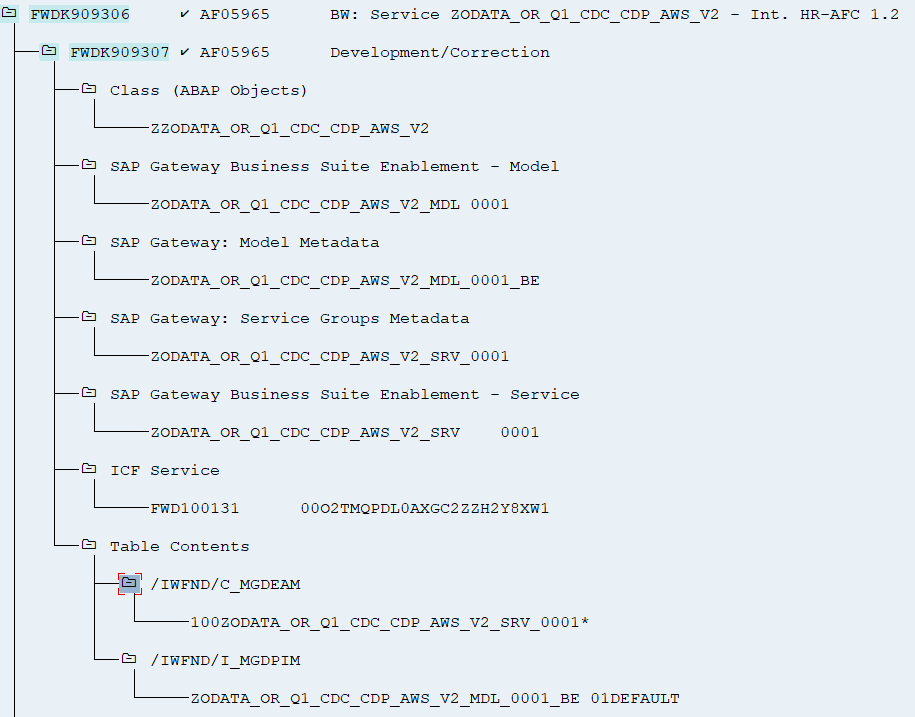 FWDK909306 ✔ AF05965 BW: Service ZODATA_OR_Q1_CDC_CDP_AWS_V2 - Int. HR-AFC 1.2
FWDK909307 ✔ AF05965 Development/Correction
Class (ABAP Objects)
ZZODATA_OR_Q1_CDC_CDP_AWS_V2
SAP Gateway Business Suite Enablement - Model
ZODATA_OR_Q1_CDC_CDP_AWS_V2_MDL 0001
SAP Gateway: Model Metadata
ZODATA_OR_Q1_CDC_CDP_AWS_V2_MDL_0001_BE
SAP Gateway: Service Groups Metadata
ZODATA_OR_Q1_CDC_CDP_AWS_V2_SRV_0001
SAP Gateway Business Suite Enablement - Service
ZODATA_OR_Q1_CDC_CDP_AWS_V2_SRV 0001
ICF Service
FWD100131 00O2TMQPDL0AXGC2ZZH2Y8XW1
Table Contents
/IWFND/C_MGDEAM
100ZODATA_OR_Q1_CDC_CDP_AWS_V2_SRV_0001*
/IWFND/I_MGDPIM
ZODATA_OR_Q1_CDC_CDP_AWS_V2_MDL_0001_BE 01DEFAULT